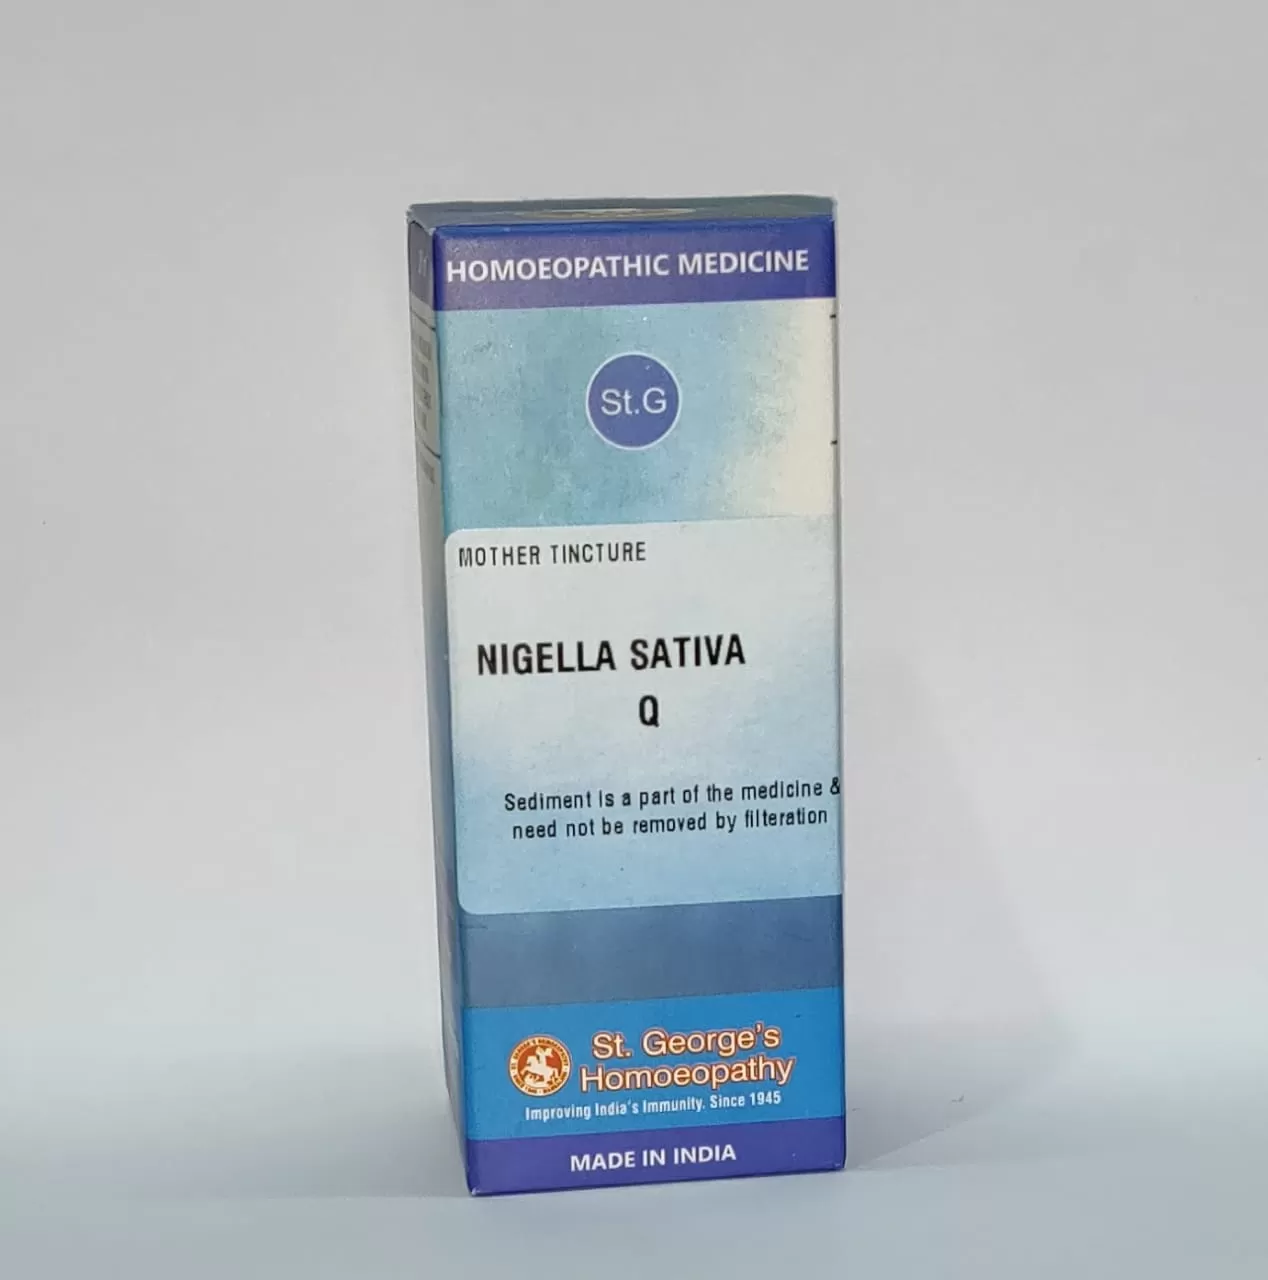 HOMOEOPATHIC MEDICINE
St.G
MOTHER TINCTURE
NIGELLA SATIVA
Q
Sediment is a part of the medicine &
need not be removed by filteration
St. George's
Homoeopathy
Improving India's Immunity. Since 1945
MADE IN INDIA